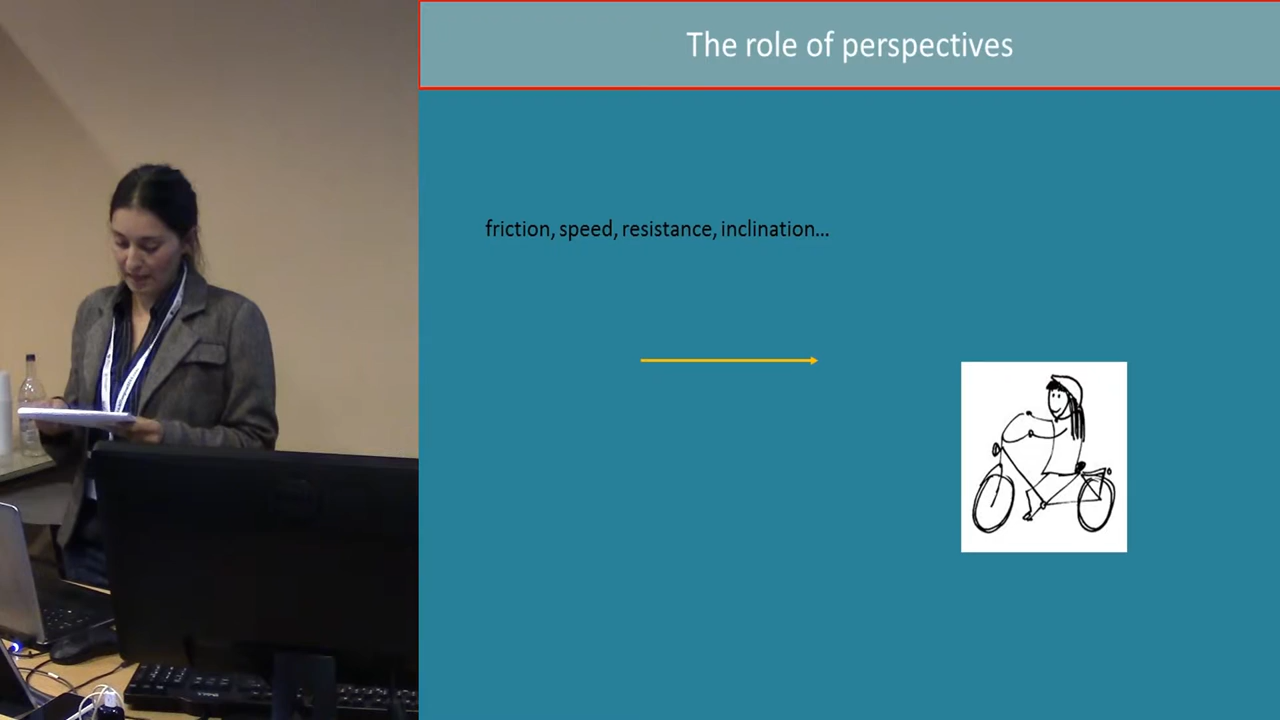 The role of perspectives
friction, speed, resistance, inclination...